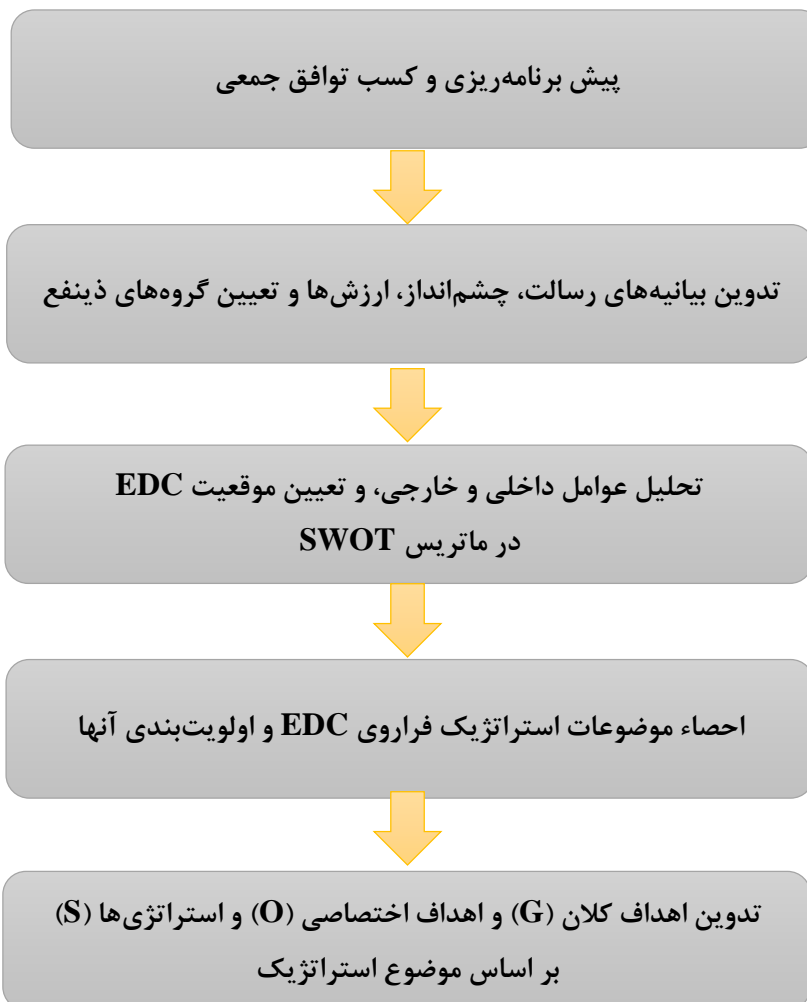 پیش برنامه‌ریزی و کسب توافق جمعی
تدوین بیانیه‌های رسالت، چشم‌انداز، ارزش‌ها و تعیین گروه‌های ذینفع
تحلیل عوامل داخلی و خارجی، و تعیین موقعیت EDC
در ماتریس SWOT
احصاء موضوعات استراتژیک فراروی EDC و اولویت‌بندی آنها
تدوین اهداف کلان (G) و اهداف اختصاصی (O) و استراتژی‌ها (S)
بر اساس موضوع استراتژیک